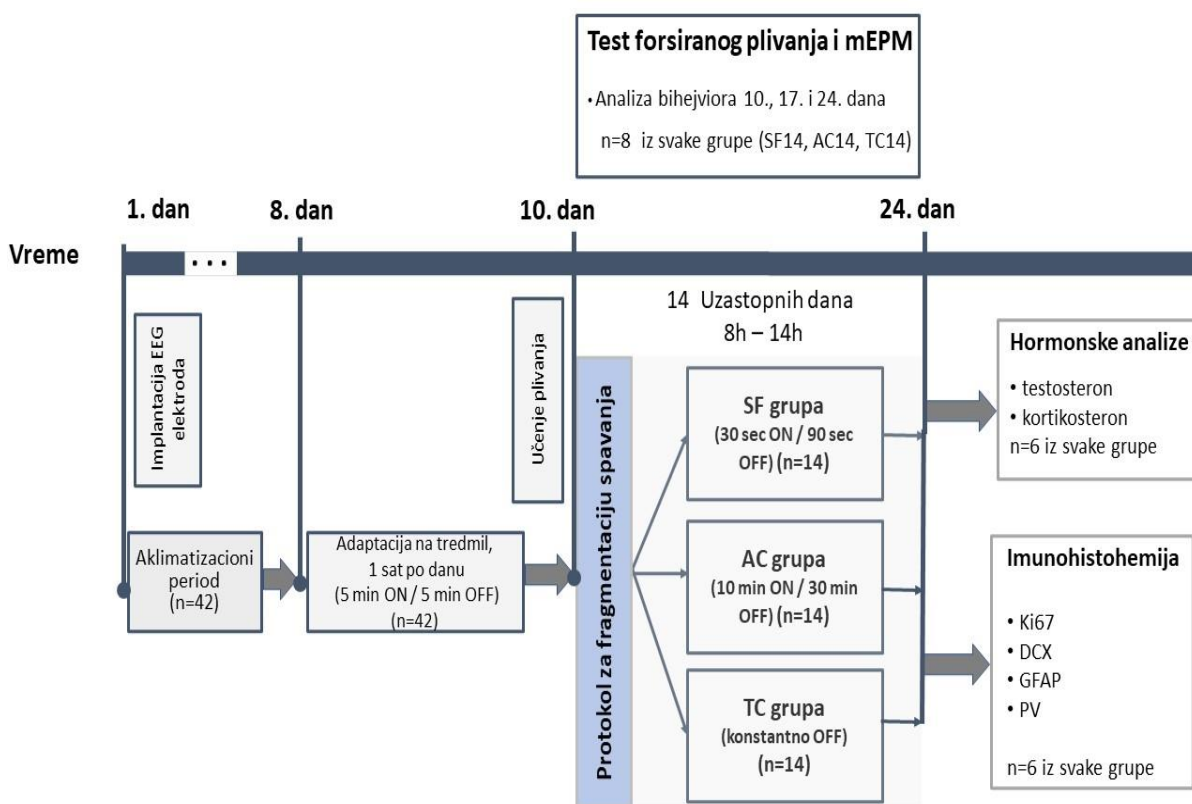 Test forsiranog plivanja i mEPM
•Analiza bihejviora 10., 17. i 24. dana
n=8 iz svake grupe (SF14, AC14, TC14)
1. dan
8. dan
10. dan
24. dan
Vreme
...
Implantacija EEG
elektroda
Učenje plivanja
Aklimatizacioni
period
(n=42)
Adaptacija na tredmil,
1 sat po danu
(5 min ON / 5 min OFF)
(n=42)
Protokol za fragmentaciju spavanja
14 Uzastopnih dana
8h – 14h
SF grupa
(30 sec ON / 90 sec
OFF) (n=14)
AC grupa
(10 min ON / 30 min
OFF) (n=14)
TC grupa
(konstantno OFF)
(n=14)
Hormonske analize
• testosteron
• kortikosteron
n=6 iz svake grupe
Imunohistohemija
• Ki67
• DCX
• GFAP
• PV
n=6 iz svake grupe